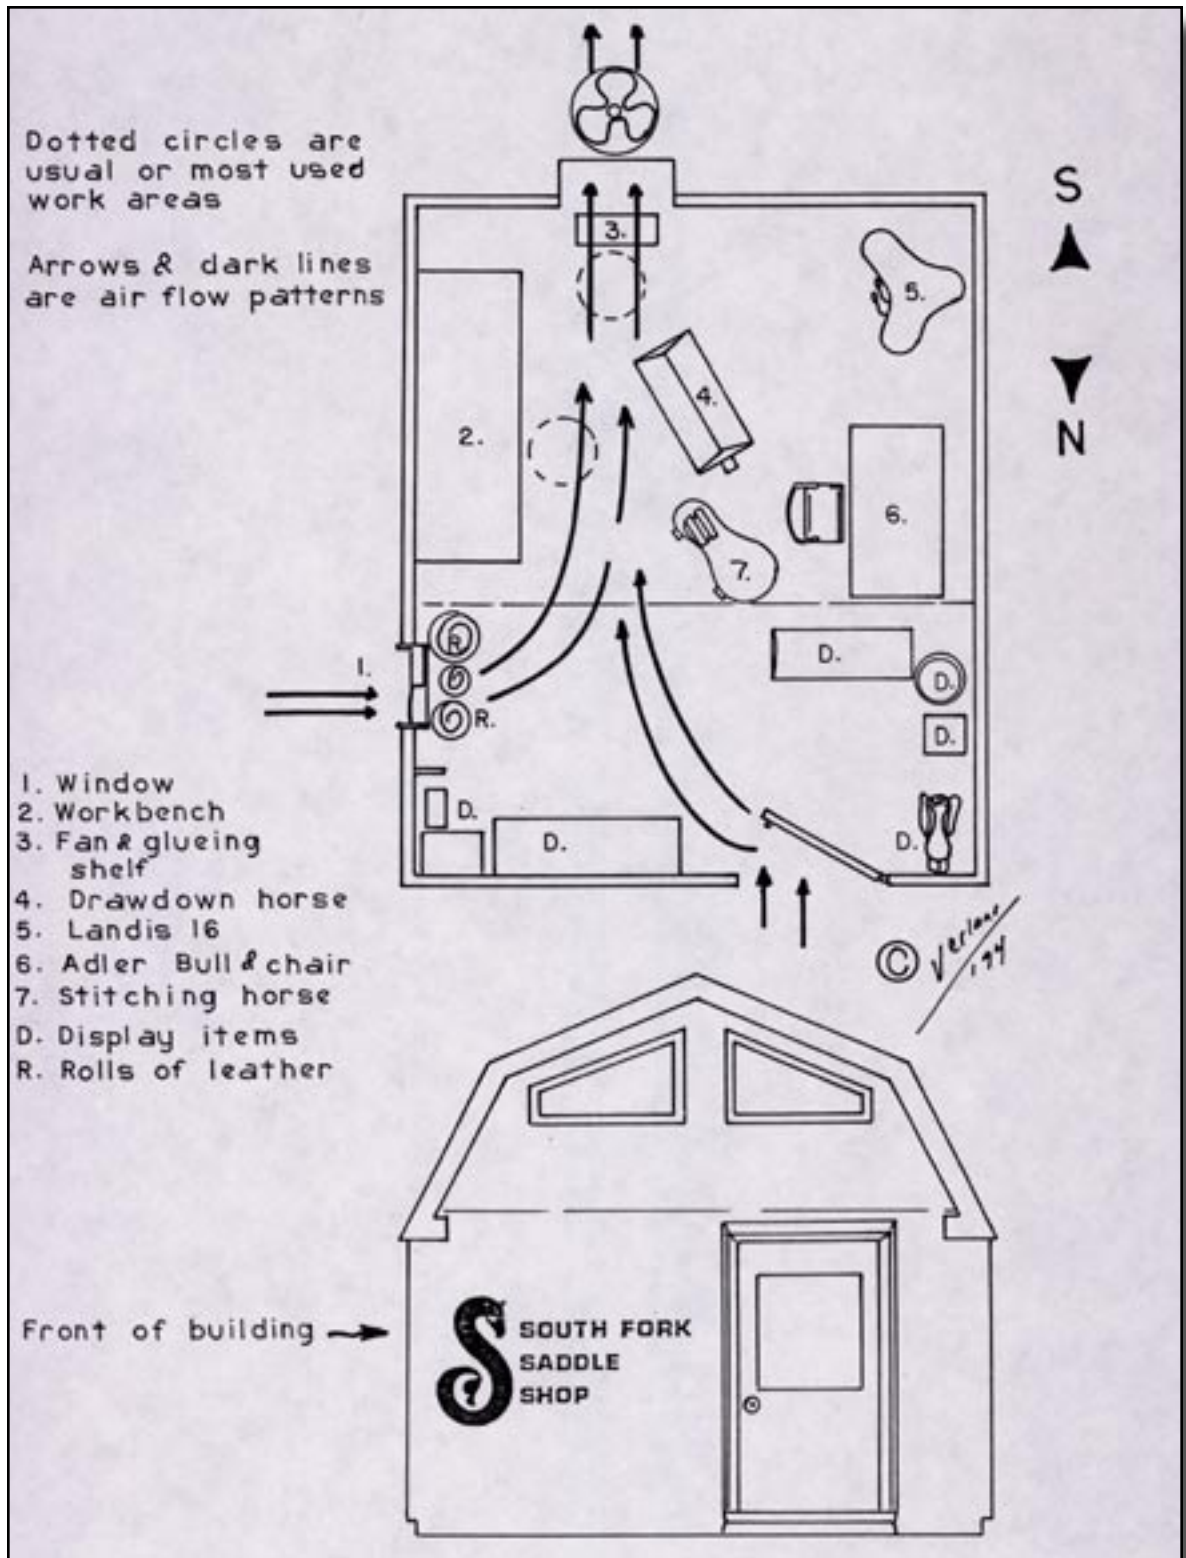 Dotted circles are
usual or most used
work areas
Arrows & dark lines
are air flow patterns
S
N
3.
5.
4.
2.
6.
7.
R
1.
R.
D.
D.
D.
D.
D.
D.
1. Window
2. Workbench
3. Fan & glueing
shelf
4. Drawdown horse
5. Landis 16
6. Adler Bull & chair
7. Stitching horse
D. Display items
R. Rolls of leather
©
Front of building
SOUTH FORK
SADDLE
SHOP